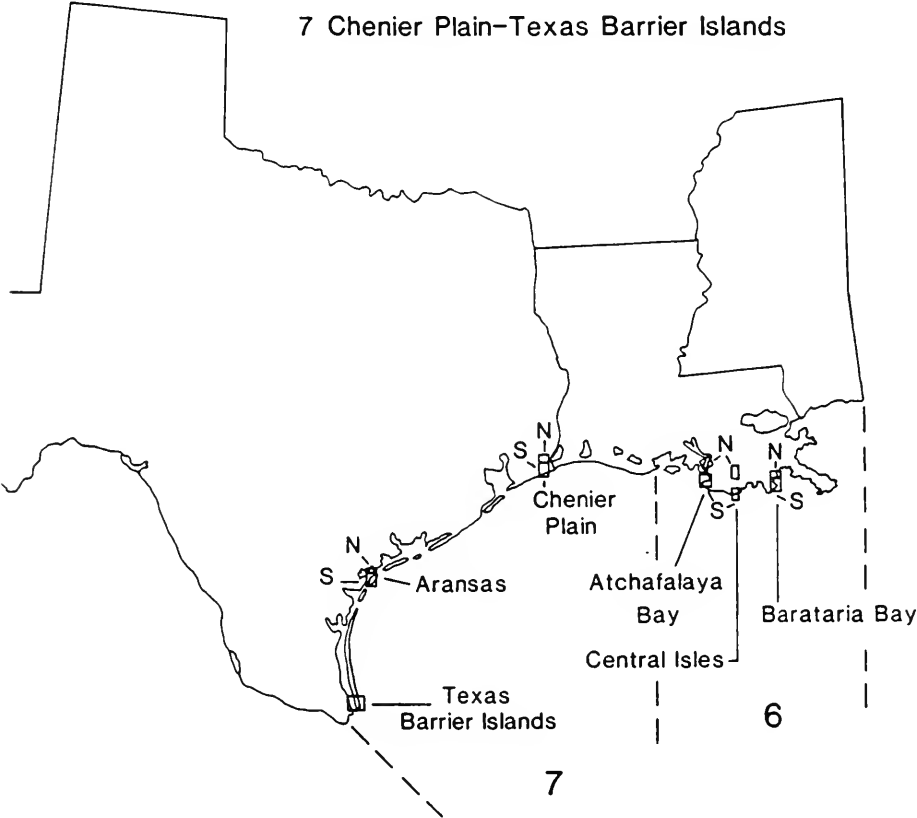 7 Chenier Plain-Texas Barrier Islands
N
S
Chenier
Plain
N
S
Aransas
Texas
Barrier Islands
7
N
S
Atchafalaya
Bay
Central Isles
N
S
Barataria Bay
6